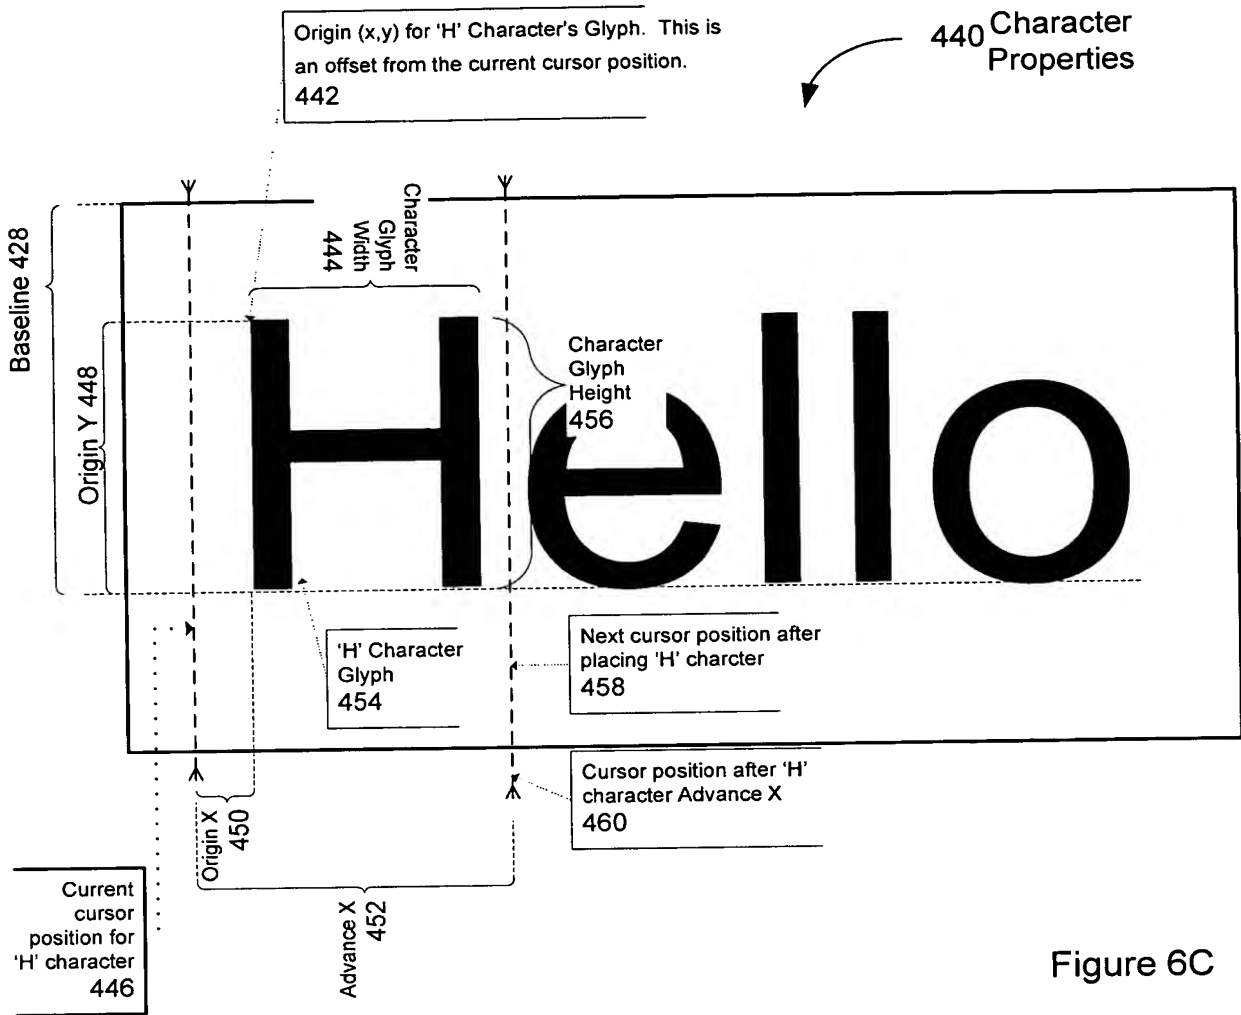 Origin (x,y) for 'H' Character's Glyph. This is
an offset from the current cursor position.
442
440 Character
Properties
Baseline 428
Origin Y 448
Character
Glyph
Width
444
Character
Glyph
Height
456
Hello
'H' Character
Glyph
454
Next cursor position after
placing 'H' charcter
458
Cursor position after 'H'
character Advance X
460
Origin X
450
Advance X
452
Current
cursor
position for
'H' character
446
Figure 6C